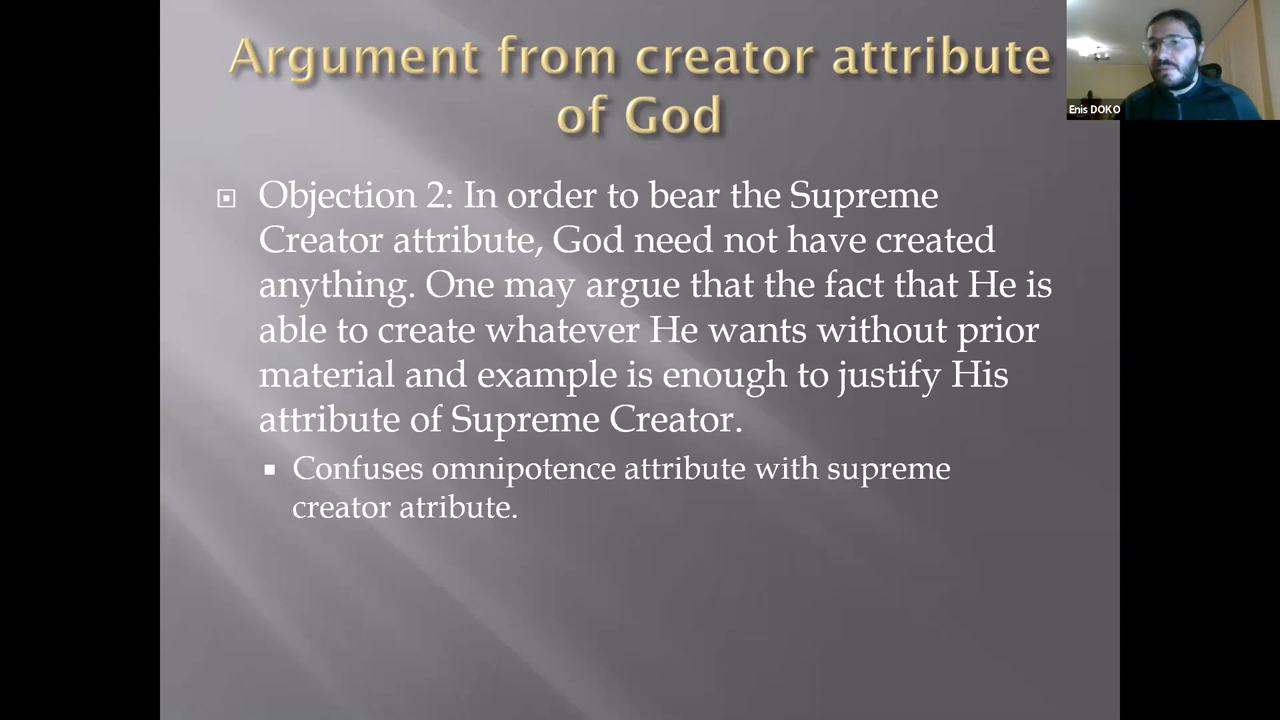 Argument from creator attribute
of God
Enis DOKO
Objection 2: In order to bear the Supreme
Creator attribute, God need not have created
anything. One may argue that the fact that He is
able to create whatever He wants without prior
material and example is enough to justify His
attribute of Supreme Creator.
Confuses omnipotence attribute with supreme
creator atribute.